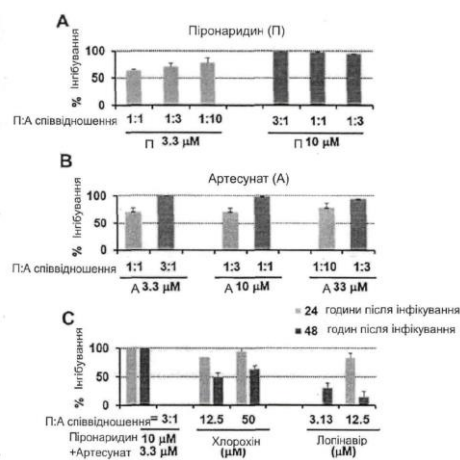 A
Піронаридин (П)
% Інгібування
100
50
0
П:А співвідношення 1:1 1:3 1:10 3:1 1:1 1:3
П 3.3 µM П 10 µM
B
Артесунат (А)
% Інгібування
100
50
0
П:А співвідношення 1:1 3:1 1:3 1:1 1:10 1:3
А 3.3 µM А 10 µM А 33 µM
24 години після інфікування
48 годин після інфікування
C
% Інгібування
100
50
0
П:А співвідношення = 3:1 12.5 50 3.13 12.5
Піронаридин 10 µM Хлорохін Лопінавір
+Артесунат 3.3 µM (µM) (µM)